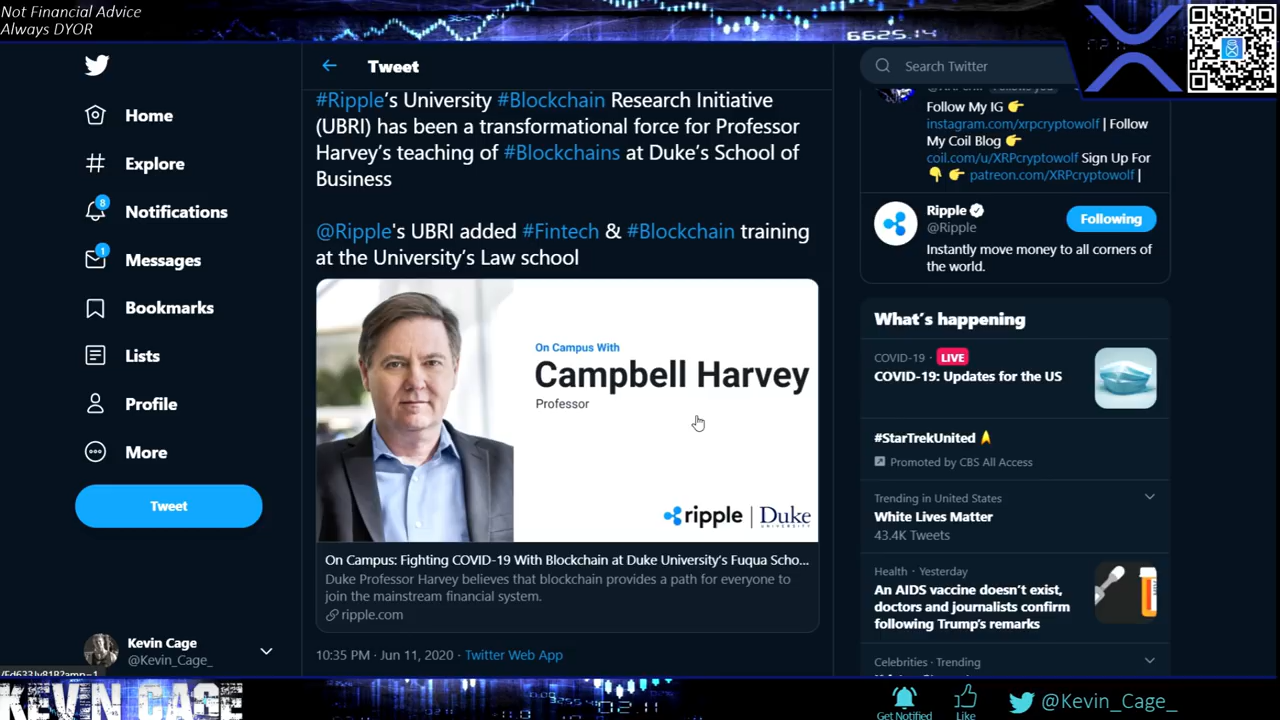 Not Financial Advice
Always DYOR
6625.14
Tweet
Search Twitter
Home
Explore
8
Notifications
1
Messages
Bookmarks
Lists
Profile
More
Tweet
Kevin Cage
@Kevin_Cage_
#Ripple's University #Blockchain Research Initiative
(UBRI) has been a transformational force for Professor
Harvey's teaching of #Blockchains at Duke's School of
Business
@Ripple's UBRI added #Fintech & #Blockchain training
at the University's Law school
On Campus With
Campbell Harvey
Professor
ripple | Duke
UNIVERSITY
On Campus: Fighting COVID-19 With Blockchain at Duke University's Fuqua Scho...
Duke Professor Harvey believes that blockchain provides a path for everyone to
join the mainstream financial system.
ripple.com
10:35 PM · Jun 11, 2020 · Twitter Web App
Follow My IG 👉
instagram.com/xrpcryptowolf | Follow
My Coil Blog 👉
coil.com/u/XRPcryptowolf Sign Up For
👇 👉 patreon.com/XRPcryptowolf |
Ripple
@Ripple
Following
Instantly move money to all corners of
the world.
What's happening
COVID-19 · LIVE
COVID-19: Updates for the US
#StarTrekUnited
Promoted by CBS All Access
Trending in United States
White Lives Matter
43.4K Tweets
Health · Yesterday
An AIDS vaccine doesn't exist,
doctors and journalists confirm
following Trump's remarks
Celebrities · Trending
KEVIN CAGE
Get Notified
Like
@Kevin_Cage_